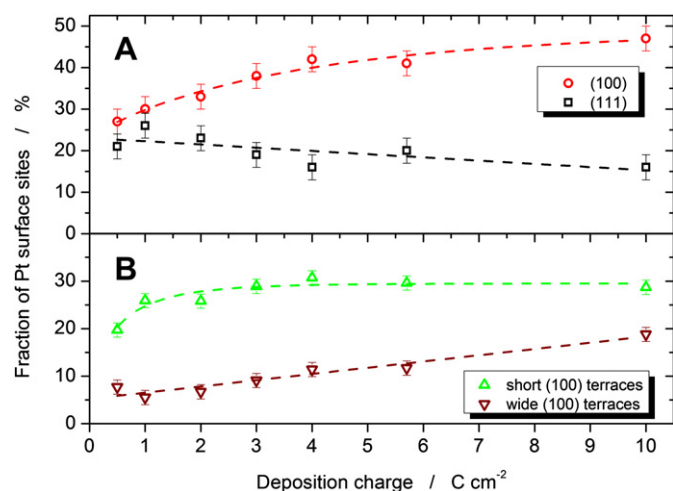 A
50
40
30
20
10
0
(100)
(111)
Fraction of Pt surface sites / %
B
30
20
10
0
short (100) terraces
wide (100) terraces
0 1 2 3 4 5 6 7 8 9 10
Deposition charge / C cm-2